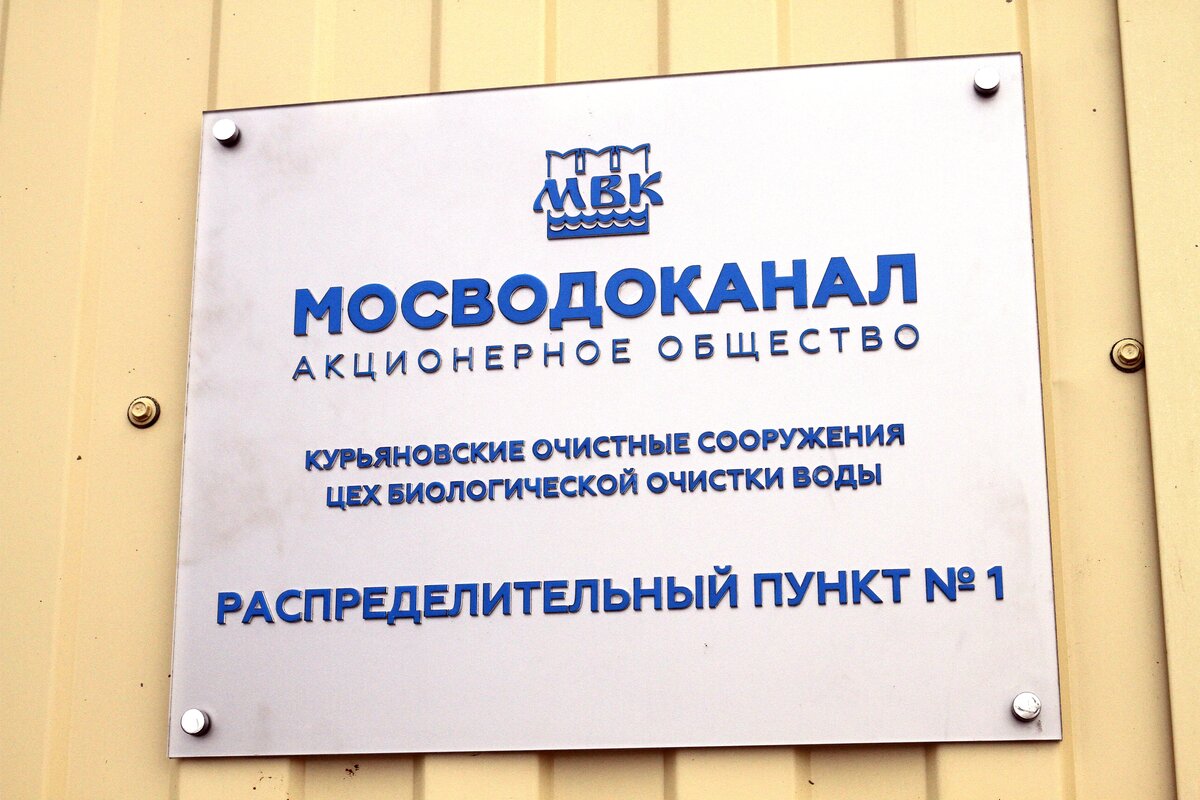 МВК
МОСВОДОКАНАЛ
АКЦИОНЕРНОЕ ОБЩЕСТВО
КУРЬЯНОВСКИЕ ОЧИСТНЫЕ СООРУЖЕНИЯ
ЦЕХ БИОЛОГИЧЕСКОЙ ОЧИСТКИ ВОДЫ
РАСПРЕДЕЛИТЕЛЬНЫЙ ПУНКТ № 1